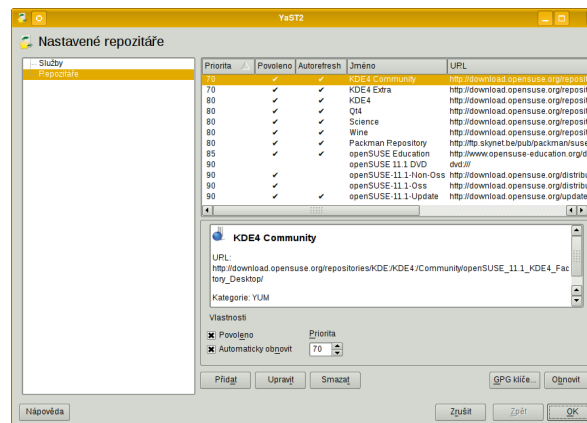 YaST2
Nastavené repozitáře
Služby
Repozitáře
Priorita Povoleno Autorefresh Jméno URL
70 ✔ ✔ KDE4 Community http://download.opensuse.org/reposit
70 ✔ ✔ KDE4 Extra http://download.opensuse.org/reposit
80 ✔ ✔ KDE4 http://download.opensuse.org/reposit
80 ✔ ✔ Qt4 http://download.opensuse.org/reposit
80 ✔ ✔ Science http://download.opensuse.org/reposit
80 ✔ ✔ Wine http://download.opensuse.org/reposit
80 ✔ ✔ Packman Repository http://ftp.skynet.be/pub/packman/suse
85 ✔ ✔ openSUSE Education http://www.opensuse-education.org/d
90 openSUSE 11.1 DVD dvd:///
90 ✔ openSUSE-11.1-Non-Oss http://download.opensuse.org/distribu
90 ✔ openSUSE-11.1-Oss http://download.opensuse.org/distribu
90 ✔ ✔ openSUSE-11.1-Update http://download.opensuse.org/update
KDE4 Community
URL:
http://download.opensuse.org/repositories/KDE:/KDE4:/Community/openSUSE_11.1_KDE4_Fac
tory_Desktop/
Kategorie: YUM
Vlastnosti
Povoleno Priorita
Automaticky obnovit 70
Přidat Upravit Smazat GPG klíče... Obnovit
Nápověda Zrušit Zpět OK